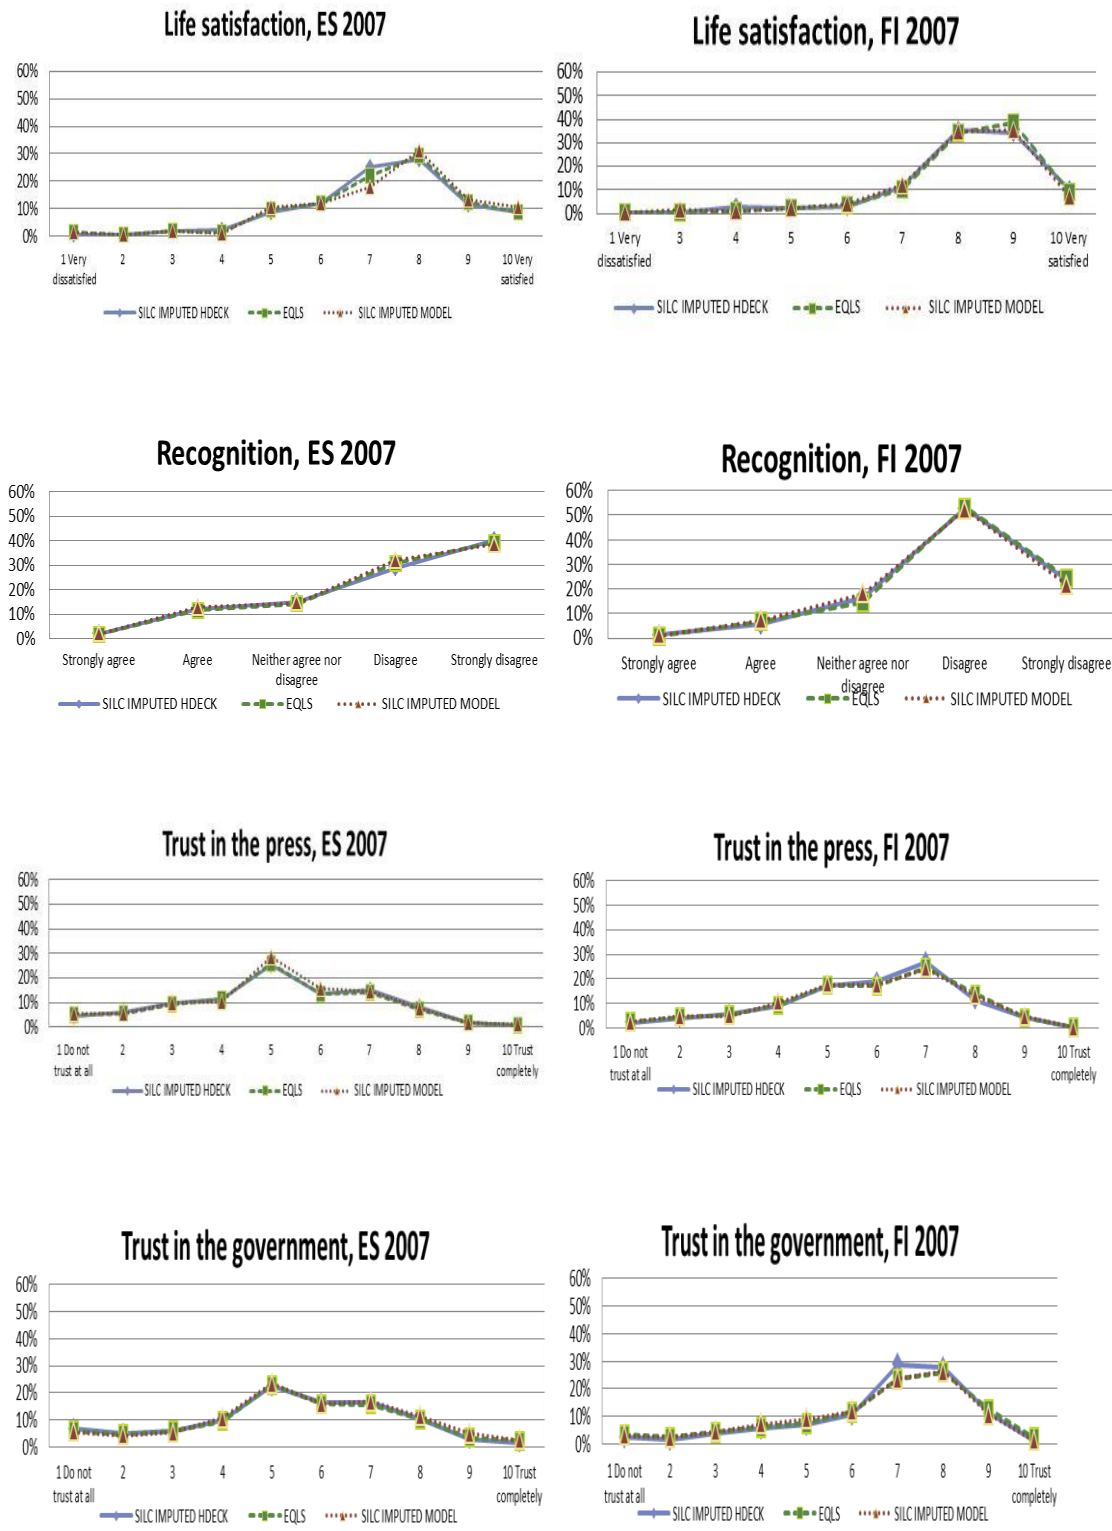 Life satisfaction, ES 2007
60%
50%
40%
30%
20%
10%
0%
1 Very dissatisfied 2 3 4 5 6 7 8 9 10 Very satisfied
SILC IMPUTED HDECK EQLS SILC IMPUTED MODEL
Life satisfaction, FI 2007
60%
50%
40%
30%
20%
10%
0%
1 Very dissatisfied 3 4 5 6 7 8 9 10 Very satisfied
SILC IMPUTED HDECK EQLS SILC IMPUTED MODEL
Recognition, ES 2007
60%
50%
40%
30%
20%
10%
0%
Strongly agree Agree Neither agree nor disagree Disagree Strongly disagree
SILC IMPUTED HDECK EQLS SILC IMPUTED MODEL
Recognition, FI 2007
60%
50%
40%
30%
20%
10%
0%
Strongly agree Agree Neither agree nor disagree Disagree Strongly disagree
SILC IMPUTED HDECK EQLS SILC IMPUTED MODEL
Trust in the press, ES 2007
60%
50%
40%
30%
20%
10%
0%
1 Do not trust at all 2 3 4 5 6 7 8 9 10 Trust completely
SILC IMPUTED HDECK EQLS SILC IMPUTED MODEL
Trust in the press, FI 2007
60%
50%
40%
30%
20%
10%
0%
1 Do not trust at all 2 3 4 5 6 7 8 9 10 Trust completely
SILC IMPUTED HDECK EQLS SILC IMPUTED MODEL
Trust in the government, ES 2007
60%
50%
40%
30%
20%
10%
0%
1 Do not trust at all 2 3 4 5 6 7 8 9 10 Trust completely
SILC IMPUTED HDECK EQLS SILC IMPUTED MODEL
Trust in the government, FI 2007
60%
50%
40%
30%
20%
10%
0%
1 Do not trust at all 2 3 4 5 6 7 8 9 10 Trust completely
SILC IMPUTED HDECK EQLS SILC IMPUTED MODEL